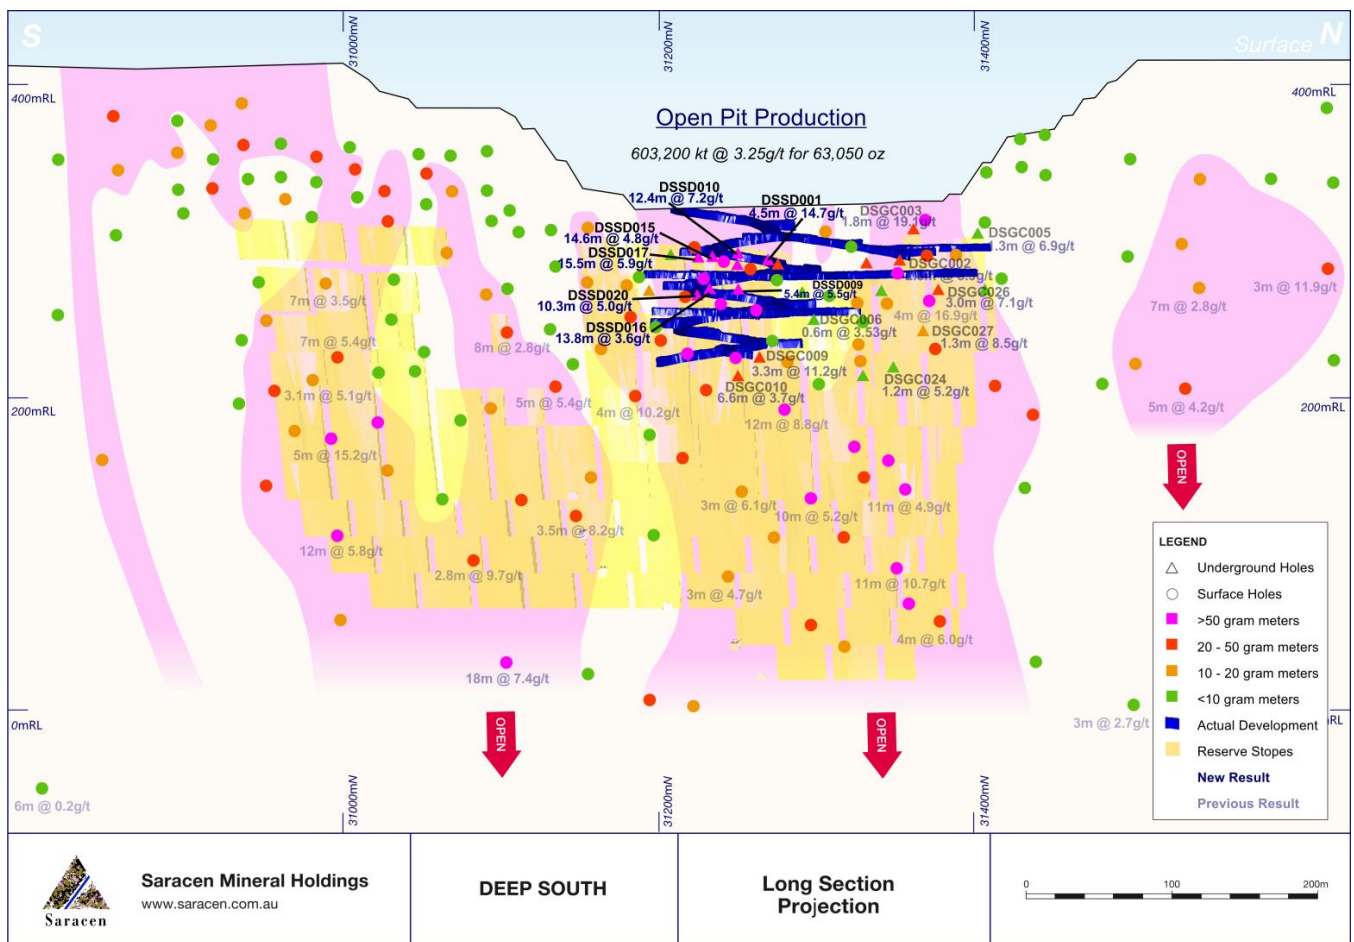 S
Surface N
31000mN
31200mN
31400mN
400mRL
400mRL
Open Pit Production
603,200 kt @ 3.25g/t for 63,050 oz
DSSD010
12.4m @ 7.2g/t
DSSD001
4.5m @ 14.7g/t
DSGC003
DSSD015
14.6m @ 4.8g/t
DSGC005
1.3m @ 6.9g/t
DSSD017
15.5m @ 5.9g/t
DSGC002
DSSD009
5.4m @ 5.5g/t
DSGC026
3.0m @ 7.1g/t
DSSD020
10.3m @ 5.0g/t
4m @ 16.9g/t
DSSD016
13.8m @ 3.6g/t
DSGC006
0.6m @ 3.53g/t
DSGC027
1.3m @ 8.5g/t
DSGC009
3.3m @ 11.2g/t
DSGC010
6.6m @ 3.7g/t
DSGC024
1.2m @ 5.2g/t
7m @ 3.5g/t
7m @ 5.4g/t
8m @ 2.8g/t
7m @ 2.8g/t
3m @ 11.9g/t
3.1m @ 5.1g/t
5m @ 5.4g/t
4m @ 10.2g/t
12m @ 8.8g/t
5m @ 4.2g/t
200mRL
200mRL
5m @ 15.2g/t
3m @ 6.1g/t
10m @ 5.2g/t
11m @ 4.9g/t
OPEN
12m @ 5.8g/t
3.5m @ 8.2g/t
2.8m @ 9.7g/t
3m @ 4.7g/t
11m @ 10.7g/t
4m @ 6.0g/t
18m @ 7.4g/t
0mRL
OPEN
OPEN
3m @ 2.7g/t
6m @ 0.2g/t
31000mN
31200mN
31400mN
LEGEND
Underground Holes
Surface Holes
>50 gram meters
20 - 50 gram meters
10 - 20 gram meters
<10 gram meters
Actual Development
Reserve Stopes
New Result
Previous Result
Saracen
Saracen Mineral Holdings
www.saracen.com.au
DEEP SOUTH
Long Section
Projection
0 100 200m